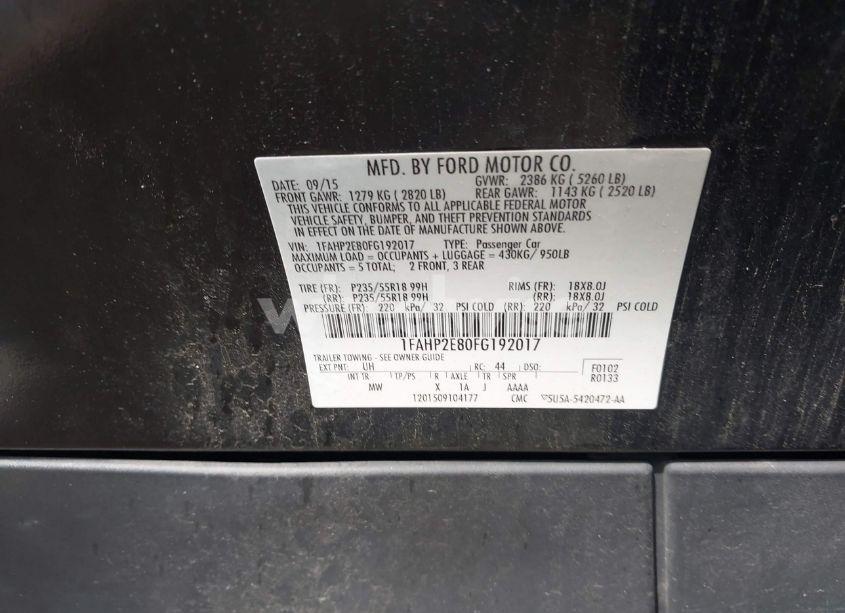 MFD. BY FORD MOTOR CO.
DATE: 09/15 GVWR: 2386 KG ( 5260 LB)
FRONT GAWR: 1279 KG ( 2820 LB) REAR GAWR: 1143 KG ( 2520 LB)
THIS VEHICLE CONFORMS TO ALL APPLICABLE FEDERAL MOTOR
VEHICLE SAFETY, BUMPER, AND THEFT PREVENTION STANDARDS
IN EFFECT ON THE DATE OF MANUFACTURE SHOWN ABOVE.
VIN: 1FAHP2E80FG192017 TYPE: Passenger Car
MAXIMUM LOAD = OCCUPANTS + LUGGAGE = 430KG/ 950LB
OCCUPANTS = 5 TOTAL; 2 FRONT, 3 REAR
TIRE (FR): P235/55R18 99H RIMS (FR): 18X8.0J
(RR): P235/55R18 99H (RR): 18X8.0J
PRESSURE (FR): 220 kPa/ 32 PSI COLD (RR): 220 kPa/ 32 PSI COLD
1FAHP2E80FG192017
TRAILER TOWING - SEE OWNER GUIDE
EXT PNT: UH RC: 44 DSO: F0102
INT TR TP/PS R AXLE TR SPR R0133
MW X 1A J AAAA
1201509104177 CMC 5U5A-5420472-AA